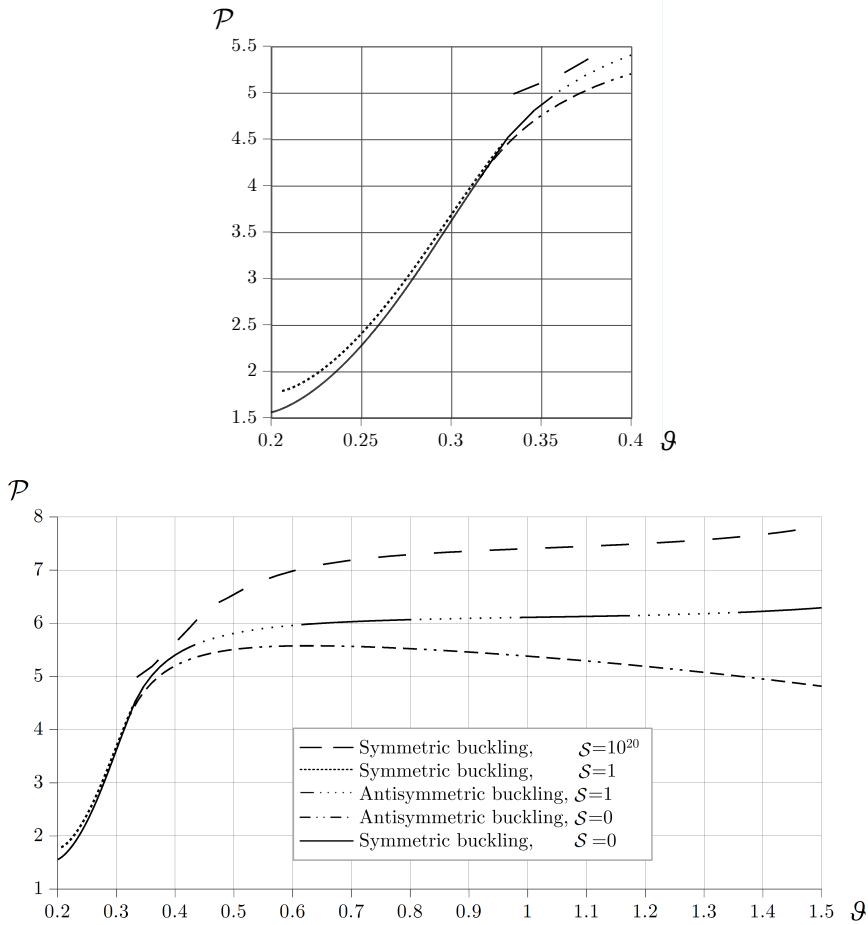 𝒫
5.5
5
4.5
4
3.5
3
2.5
2
1.5
0.2 0.25 0.3 0.35 0.4 ϑ
𝒫
8
7
6
5
4
3
2
1
Symmetric buckling, 𝒮=10²⁰
Symmetric buckling, 𝒮=1
Antisymmetric buckling, 𝒮=1
Antisymmetric buckling, 𝒮=0
Symmetric buckling, 𝒮 =0
0.2 0.3 0.4 0.5 0.6 0.7 0.8 0.9 1 1.1 1.2 1.3 1.4 1.5 ϑ